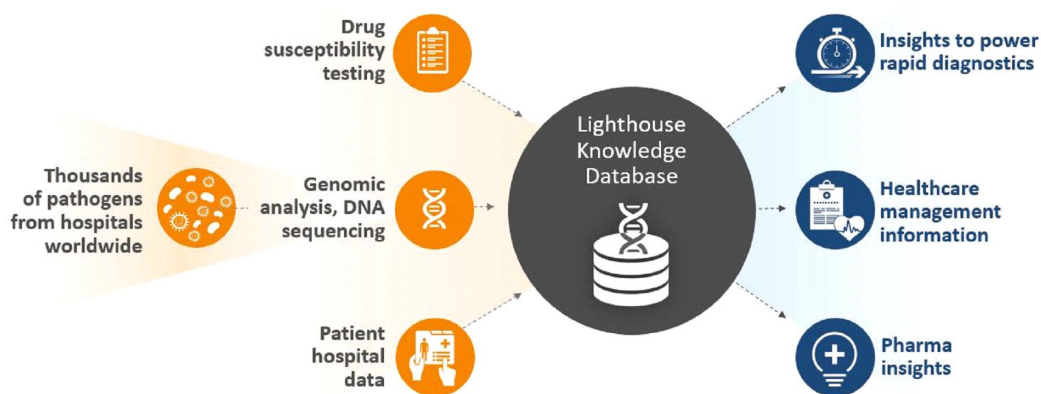 Thousands
of pathogens
from hospitals
worldwide
Drug
susceptibility
testing
Genomic
analysis, DNA
sequencing
Patient
hospital
data
Lighthouse
Knowledge
Database
Insights to power
rapid diagnostics
Healthcare
management
information
Pharma
insights